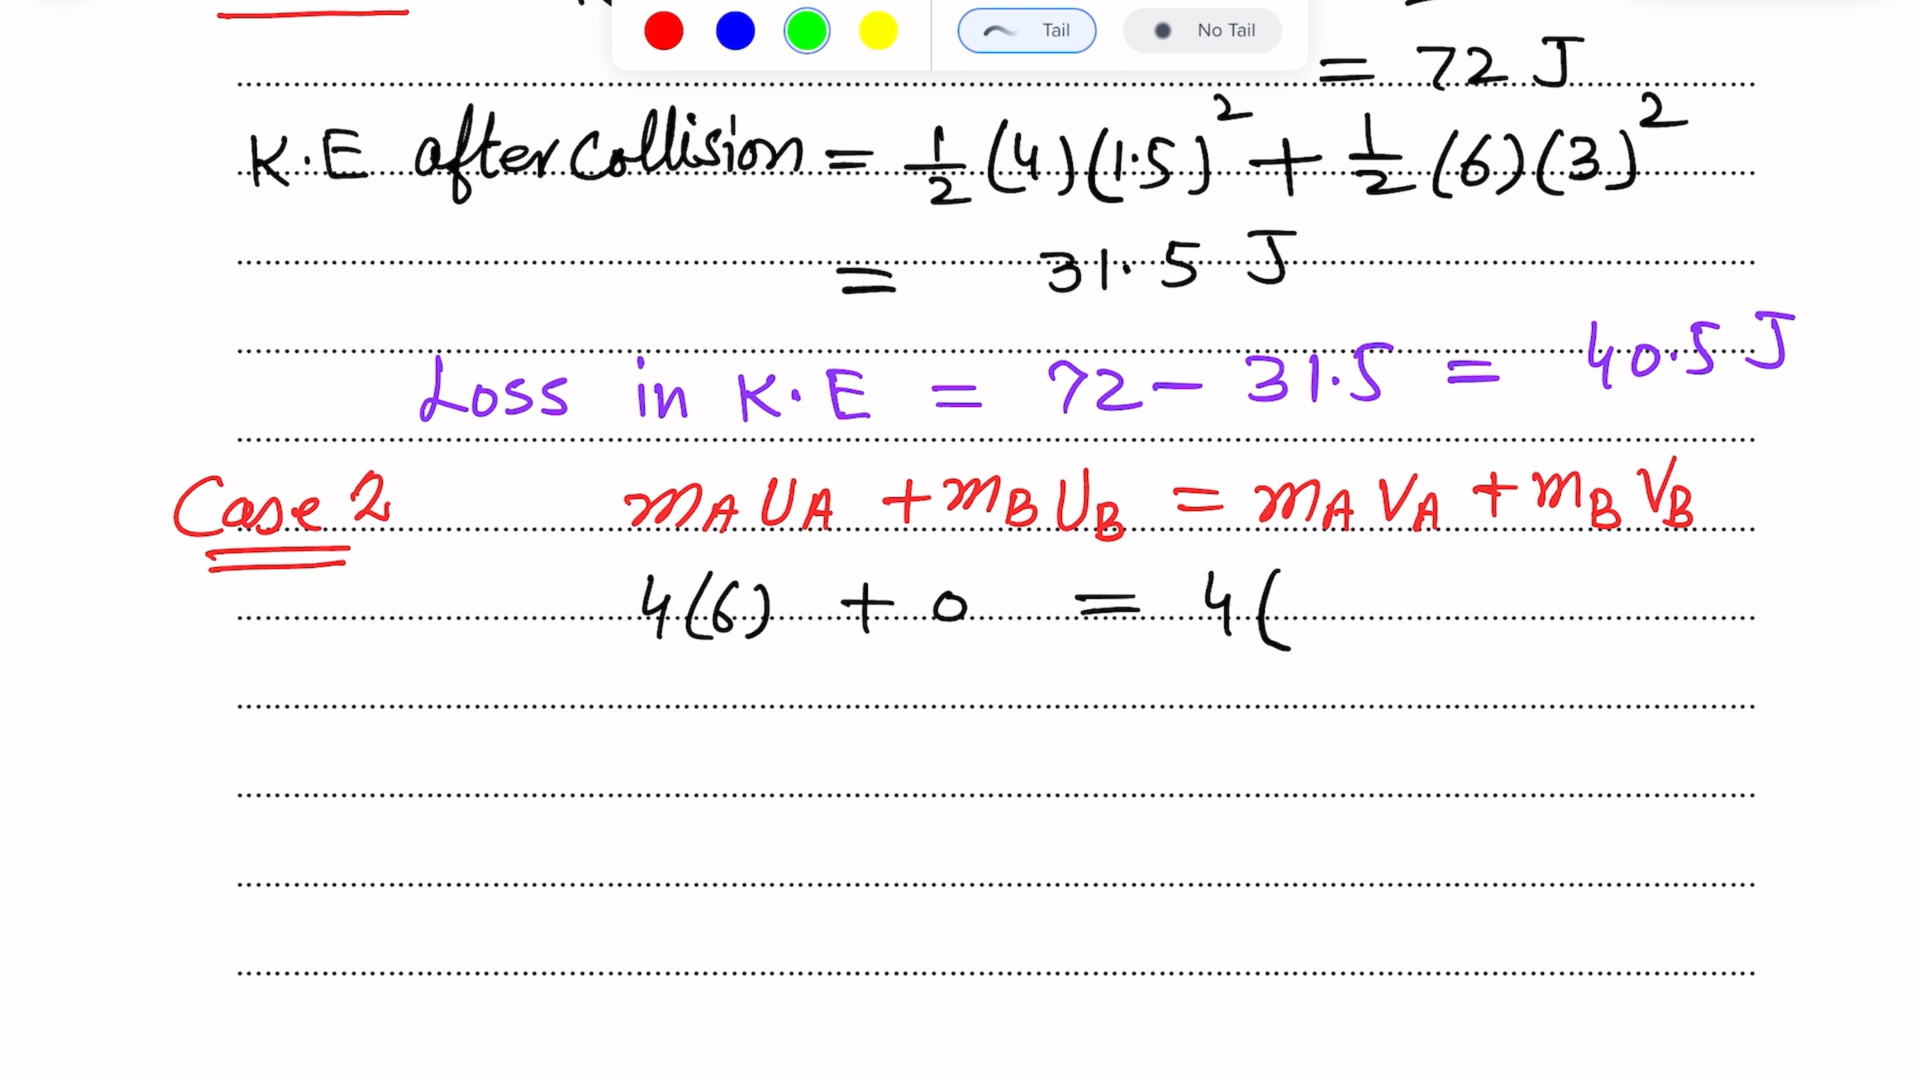 Tail No Tail
= 72 J
K.E after collision = 1/2 (4)(1.5)² + 1/2 (6)(3)²
= 31.5 J
Loss in K.E = 72 - 31.5 = 40.5 J
Case 2 mA UA + mB UB = mA VA + mB VB
4(6) + 0 = 4(